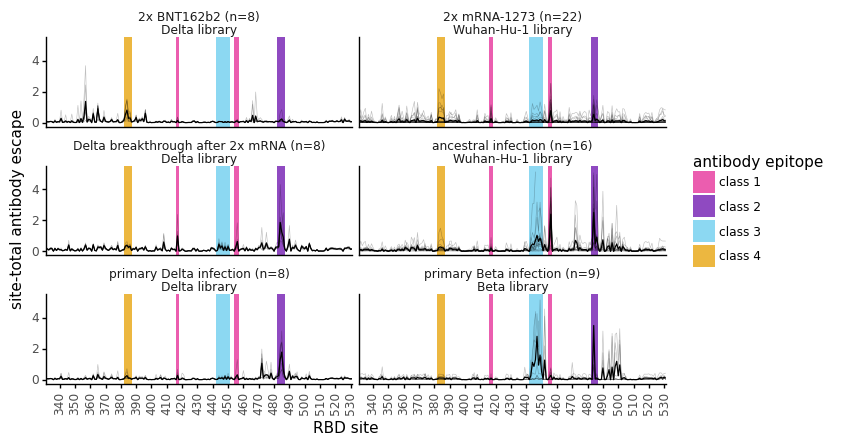 2x BNT162b2 (n=8)
Delta library
2x mRNA-1273 (n=22)
Wuhan-Hu-1 library
4
2
0
Delta breakthrough after 2x mRNA (n=8)
Delta library
ancestral infection (n=16)
Wuhan-Hu-1 library
4
2
0
primary Delta infection (n=8)
Delta library
primary Beta infection (n=9)
Beta library
4
2
0
340 350 360 370 380 390 400 410 420 430 440 450 460 470 480 490 500 510 520 530
340 350 360 370 380 390 400 410 420 430 440 450 460 470 480 490 500 510 520 530
RBD site
site-total antibody escape
antibody epitope
class 1
class 2
class 3
class 4